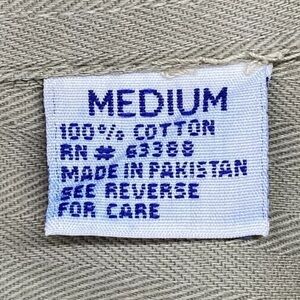 MEDIUM
100% COTTON
RN # 63388
MADE IN PAKISTAN
SEE REVERSE
FOR CARE